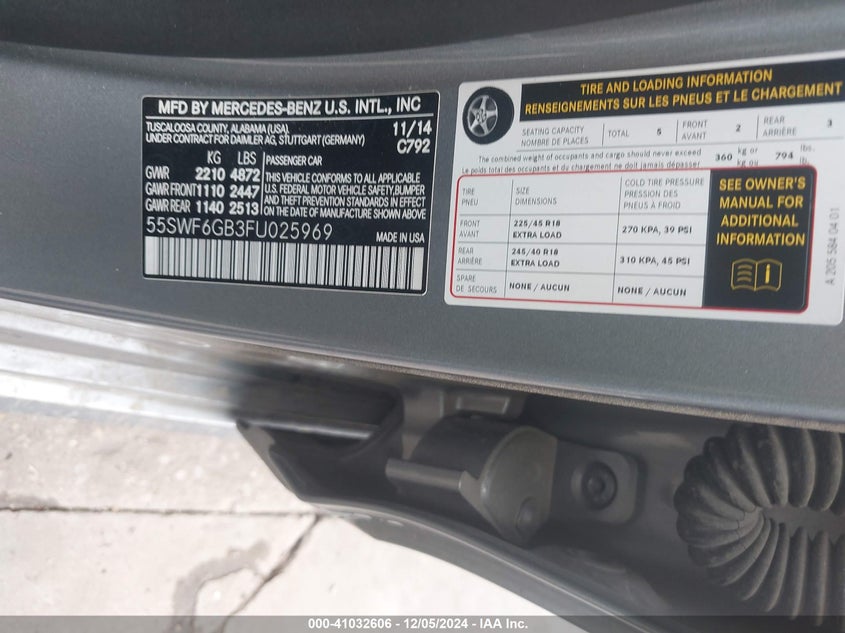 MFD BY MERCEDES-BENZ U.S. INTL., INC
TUSCALOOSA COUNTY, ALABAMA (USA). 11/14
UNDER CONTRACT FOR DAIMLER AG, STUTTGART (GERMANY) C792
KG LBS PASSENGER CAR
GVWR 2210 4872 THIS VEHICLE CONFORMS TO ALL APPLICABLE
GAWR FRONT 1110 2447 U.S. FEDERAL MOTOR VEHICLE SAFETY, BUMPER
GAWR REAR 1140 2513 AND THEFT PREVENTION STANDARDS IN EFFECT
ON THE DATE OF MANUFACTURE SHOWN ABOVE.
55SWF6GB3FU025969
MADE IN USA
TIRE AND LOADING INFORMATION
RENSEIGNEMENTS SUR LES PNEUS ET LE CHARGEMENT
SEATING CAPACITY
NOMBRE DE PLACES
TOTAL 5
FRONT
AVANT
2
REAR
ARRIÈRE
3
The combined weight of occupants and cargo should never exceed 360 kg or 794 lbs.
Le poids total des occupants et du chargement ne doit jamais dépasser kg ou lb.
TIRE
PNEU
SIZE
DIMENSIONS
COLD TIRE PRESSURE
PRESSION DES
PNEUS À FROID
FRONT
AVANT
225/45 R18
EXTRA LOAD
270 KPA, 39 PSI
REAR
ARRIÈRE
245/40 R18
EXTRA LOAD
310 KPA, 45 PSI
SPARE
DE SECOURS
NONE / AUCUN
NONE / AUCUN
SEE OWNER'S
MANUAL FOR
ADDITIONAL
INFORMATION
A 205 584 04 01
000-41032606 - 12/05/2024 - IAA Inc.